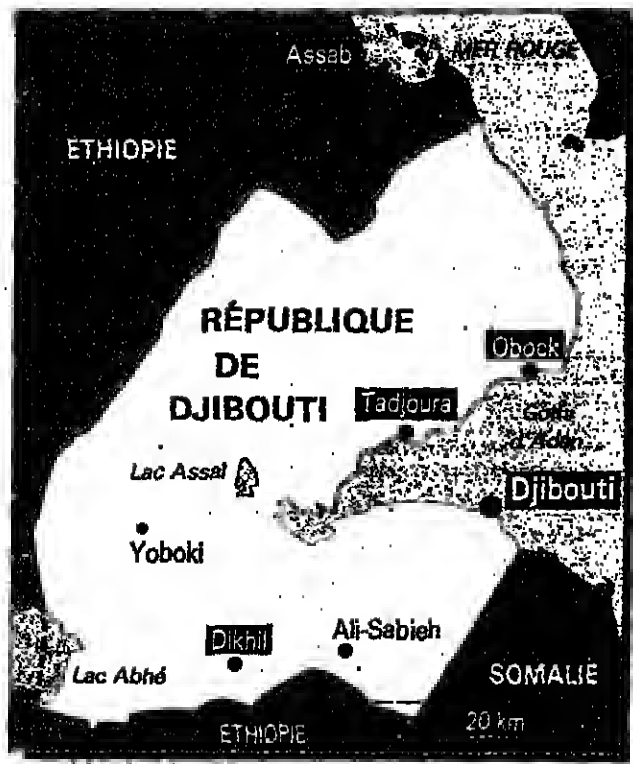 Assab
MER ROUGE
ETHIOPIE
RÉPUBLIQUE
DE
DJIBOUTI
Obock
Tadjoura
Golfe
d'Aden
Lac Assal
Djibouti
Yoboki
Dikhil
Ali-Sabieh
Lac Abhé
SOMALIE
ETHIOPIE
20 km